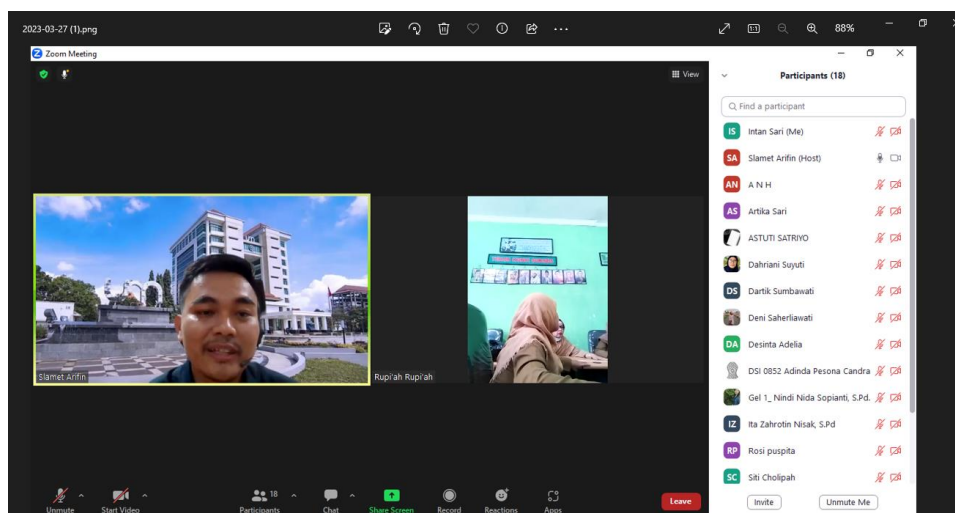 2023-03-27 (1).png
88%
Zoom Meeting
View
Participants (18)
Find a participant
IS Intan Sari (Me)
SA Slamet Arifin (Host)
AN A N H
AS Artika Sari
ASTUTI SATRIYO
Dahriani Suyuti
DS Dartik Sumbawati
Deni Saherliawati
DA Desinta Adelia
DSI 0852 Adinda Pesona Candra
Gel 1_ Nindi Nida Sopianti, S.Pd.
IZ Ita Zahrotin Nisak, S.Pd
RP Rosi puspita
SC Siti Cholipah
Slamet Arifin
Rupi'ah Rupi'ah
Unmute
Start Video
18
Participants
Chat
Share Screen
Record
Reactions
Apps
Leave
Invite
Unmute Me